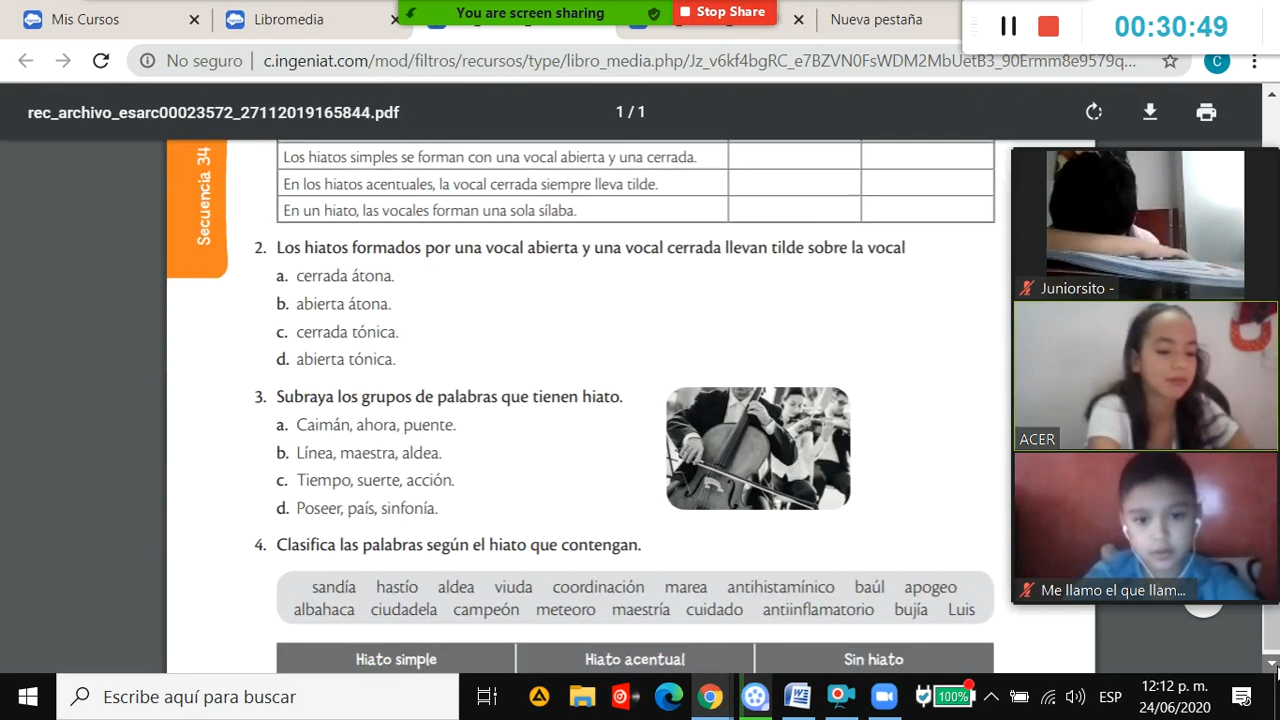 Mis Cursos
Libromedia
You are screen sharing
Stop Share
Nueva pestaña
00:30:49
No seguro
c.ingeniat.com/mod/filtros/recursos/type/libro_media.php/Jz_v6kf4bgRC_e7BZVN0FsWDM2MbUetB3_90Ermm8e9579q...
C
rec_archivo_esarc00023572_27112019165844.pdf
1 / 1
Secuencia 34
Los hiatos simples se forman con una vocal abierta y una cerrada.
En los hiatos acentuales, la vocal cerrada siempre lleva tilde.
En un hiato, las vocales forman una sola sílaba.
2. Los hiatos formados por una vocal abierta y una vocal cerrada llevan tilde sobre la vocal
a. cerrada átona.
b. abierta átona.
c. cerrada tónica.
d. abierta tónica.
3. Subraya los grupos de palabras que tienen hiato.
a. Caimán, ahora, puente.
b. Línea, maestra, aldea.
c. Tiempo, suerte, acción.
d. Poseer, país, sinfonía.
4. Clasifica las palabras según el hiato que contengan.
sandía hastío aldea viuda coordinación marea antihistamínico baúl apogeo
albahaca ciudadela campeón meteoro maestría cuidado antiinflamatorio bujía Luis
Hiato simple Hiato acentual Sin hiato
Juniorsito -
ACER
Me llamo el que llam...
Escribe aquí para buscar
100%
ESP
12:12 p. m.
24/06/2020